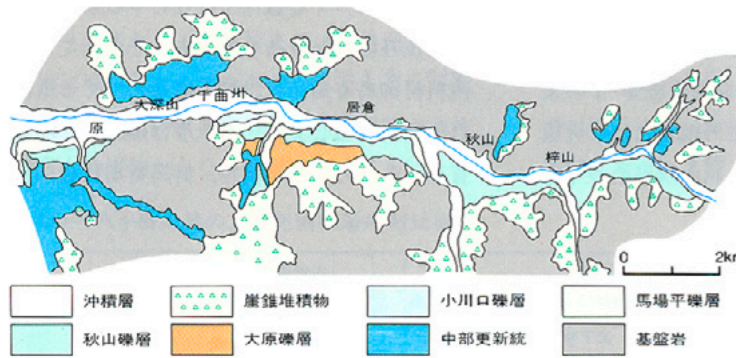 大深山
千曲川
原
居倉
秋山
梓山
0 2km
沖積層
崖錐堆積物
小川口礫層
馬場平礫層
秋山礫層
大原礫層
中部更新統
基盤岩